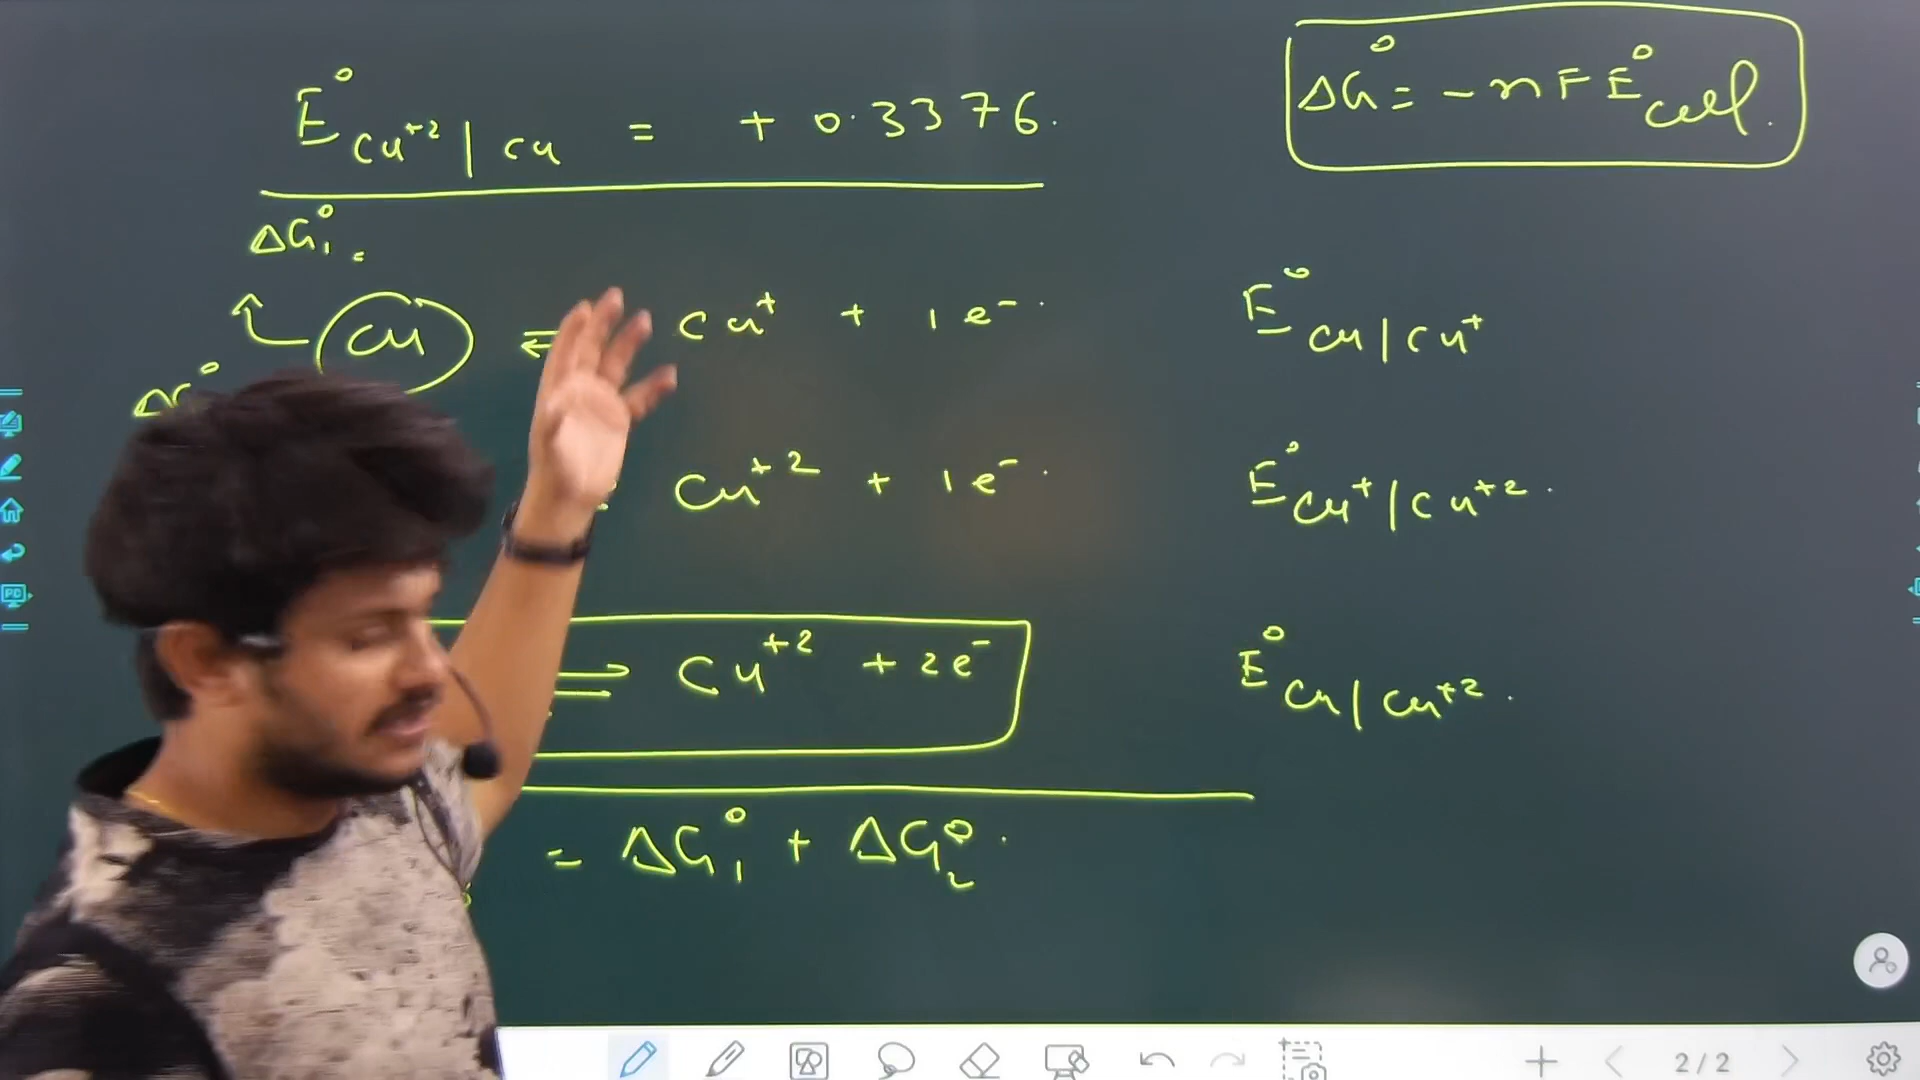 E°Cu+2|Cu = + 0.3376.
ΔG° = -nFE°cell.
ΔG°1 =
Cu ⇌ Cu+ + 1e-.
E°Cu|Cu+
ΔG°
Cu+2 + 1e-.
E°Cu+|Cu+2.
⇌ Cu+2 + 2e-
E°Cu|Cu+2.
= ΔG°1 + ΔG°2.
2/2